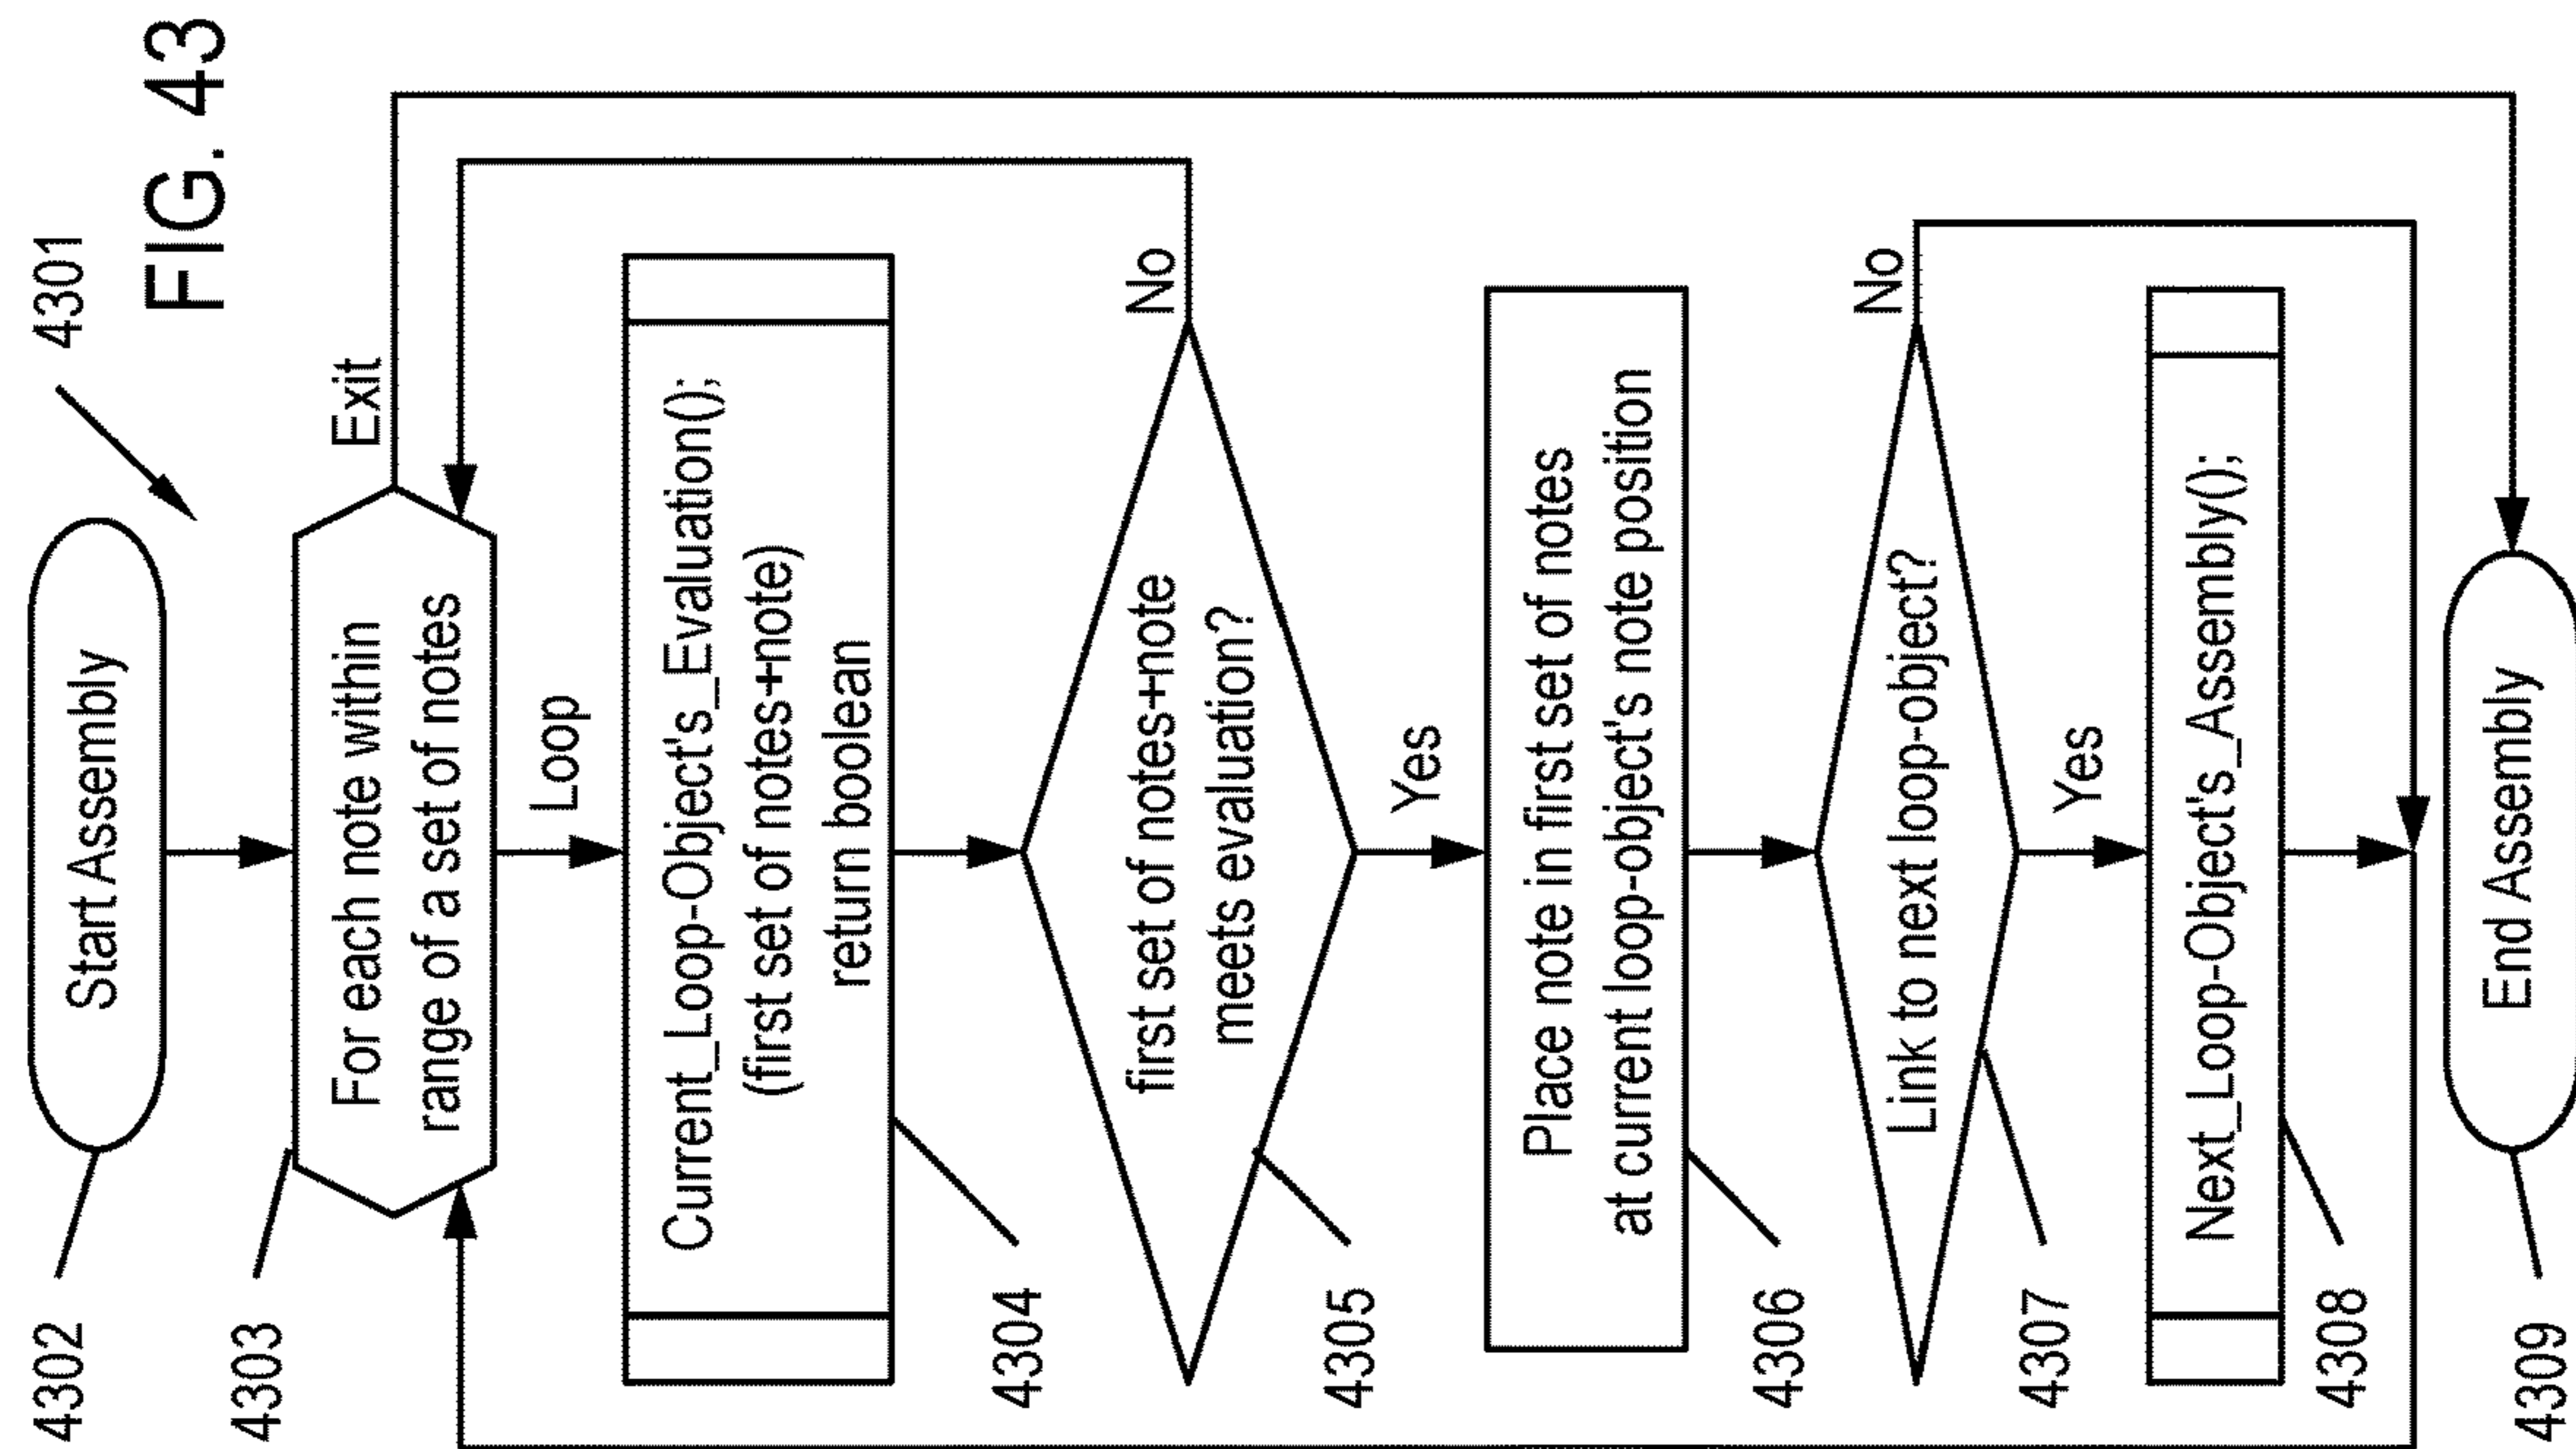 FIG. 43
4301
4302
Start Assembly
4303
For each note within
range of a set of notes
Exit
Loop
Current_Loop-Object's_Evaluation();
(first set of notes+note)
return boolean
4304
first set of notes+note
meets evaluation?
No
4305
Yes
Place note in first set of notes
at current loop-object's note position
4306
Link to next loop-object?
No
4307
Yes
Next_Loop-Object's_Assembly();
4308
End Assembly
4309